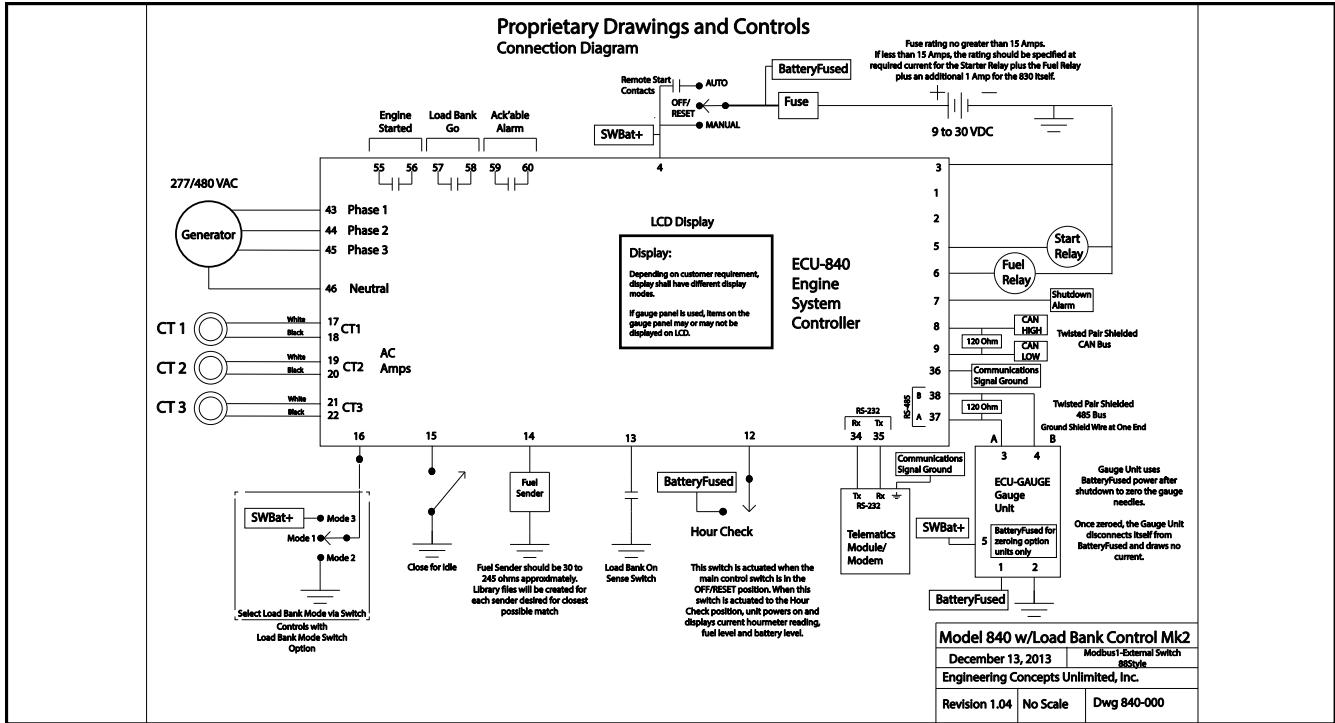 Proprietary Drawings and Controls
Connection Diagram
Fuse rating no greater than 15 Amps.
If less than 15 Amps, the rating should be specified at
required current for the Starter Relay plus the Fuel Relay
plus an additional 1 Amp for the 830 itself.
BatteryFused
Remote Start
Contacts
AUTO
OFF/
RESET
MANUAL
Fuse
SWBat+
+ −
9 to 30 VDC
Engine
Started
Load Bank
Go
Ack'able
Alarm
55 56 57 58 59 60
4
277/480 VAC
Generator
43 Phase 1
44 Phase 2
45 Phase 3
46 Neutral
CT 1
White
Black
17
18
CT1
CT 2
White
Black
19
20
CT2
CT 3
White
Black
21
22
CT3
AC
Amps
LCD Display
Display:
Depending on customer requirement,
display shall have different display
modes.
If gauge panel is used, items on the
gauge panel may or may not be
displayed on LCD.
ECU-840
Engine
System
Controller
3
1
2
5
Start
Relay
6
Fuel
Relay
7
Shutdown
Alarm
8
CAN
HIGH
120 Ohm
9
CAN
LOW
Twisted Pair Shielded
CAN Bus
36
Communications
Signal Ground
RS-485
B 38
A 37
120 Ohm
Twisted Pair Shielded
485 Bus
Ground Shield Wire at One End
RS-232
Rx Tx
34 35
16
15
14
13
12
SWBat+
Mode 3
Mode 1
Mode 2
Select Load Bank Mode via Switch
Controls with
Load Bank Mode Switch
Option
Close for Idle
Fuel
Sender
Fuel Sender should be 30 to
245 ohms approximately.
Library files will be created for
each sender desired for closest
possible match
Load Bank On
Sense Switch
BatteryFused
Hour Check
This switch is actuated when the
main control switch is in the
OFF/RESET position. When this
switch is actuated to the Hour
Check position, unit powers on and
displays current hourmeter reading,
fuel level and battery level.
Communications
Signal Ground
Tx Rx
RS-232
Telematics
Module/
Modem
A B
3 4
ECU-GAUGE
Gauge
Unit
SWBat+
5
BatteryFused for
zeroing option
units only
1 2
BatteryFused
Gauge Unit uses
BatteryFused power after
shutdown to zero the gauge
needles.
Once zeroed, the Gauge Unit
disconnects itself from
BatteryFused and draws no
current.
Model 840 w/Load Bank Control Mk2
December 13, 2013
Modbus1-External Switch
88Style
Engineering Concepts Unlimited, Inc.
Revision 1.04
No Scale
Dwg 840-000